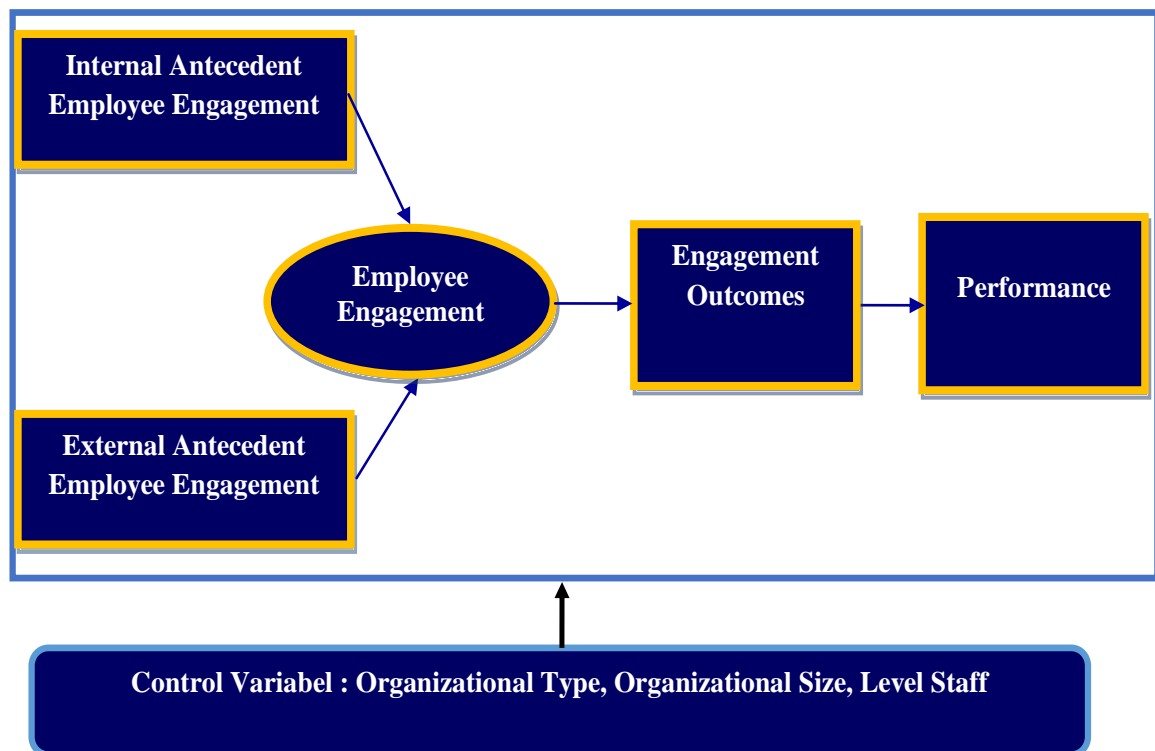 Internal Antecedent
Employee Engagement
Employee
Engagement
Engagement
Outcomes
Performance
External Antecedent
Employee Engagement
Control Variabel : Organizational Type, Organizational Size, Level Staff